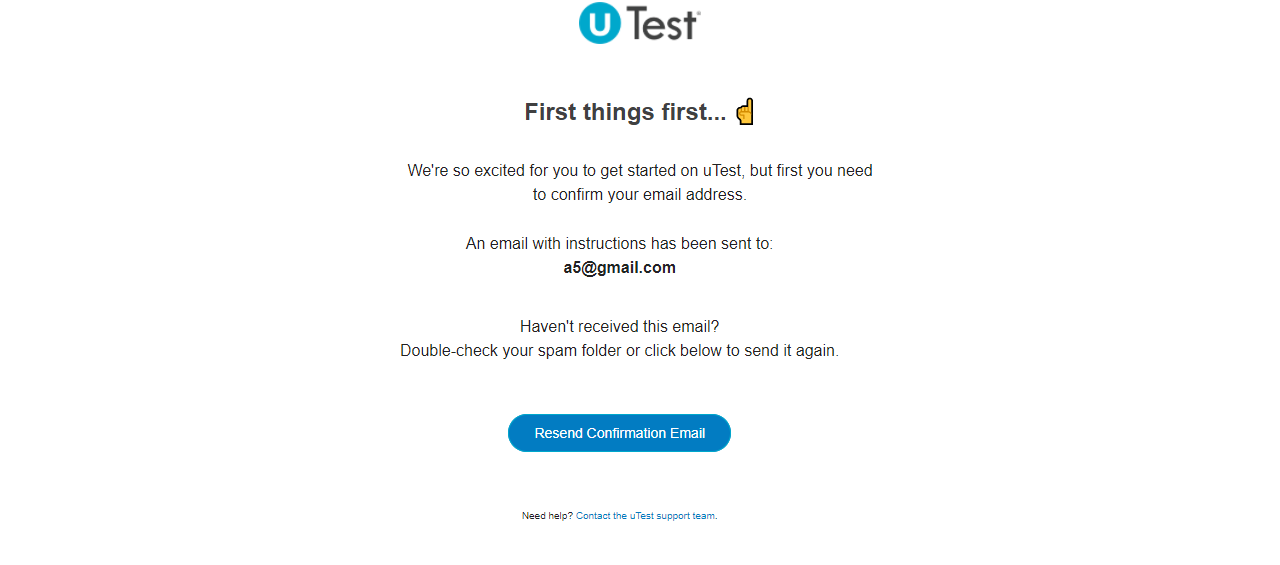 uTest®
First things first... ☝
We're so excited for you to get started on uTest, but first you need
to confirm your email address.
An email with instructions has been sent to:
a5@gmail.com
Haven't received this email?
Double-check your spam folder or click below to send it again.
Resend Confirmation Email
Need help? Contact the uTest support team.